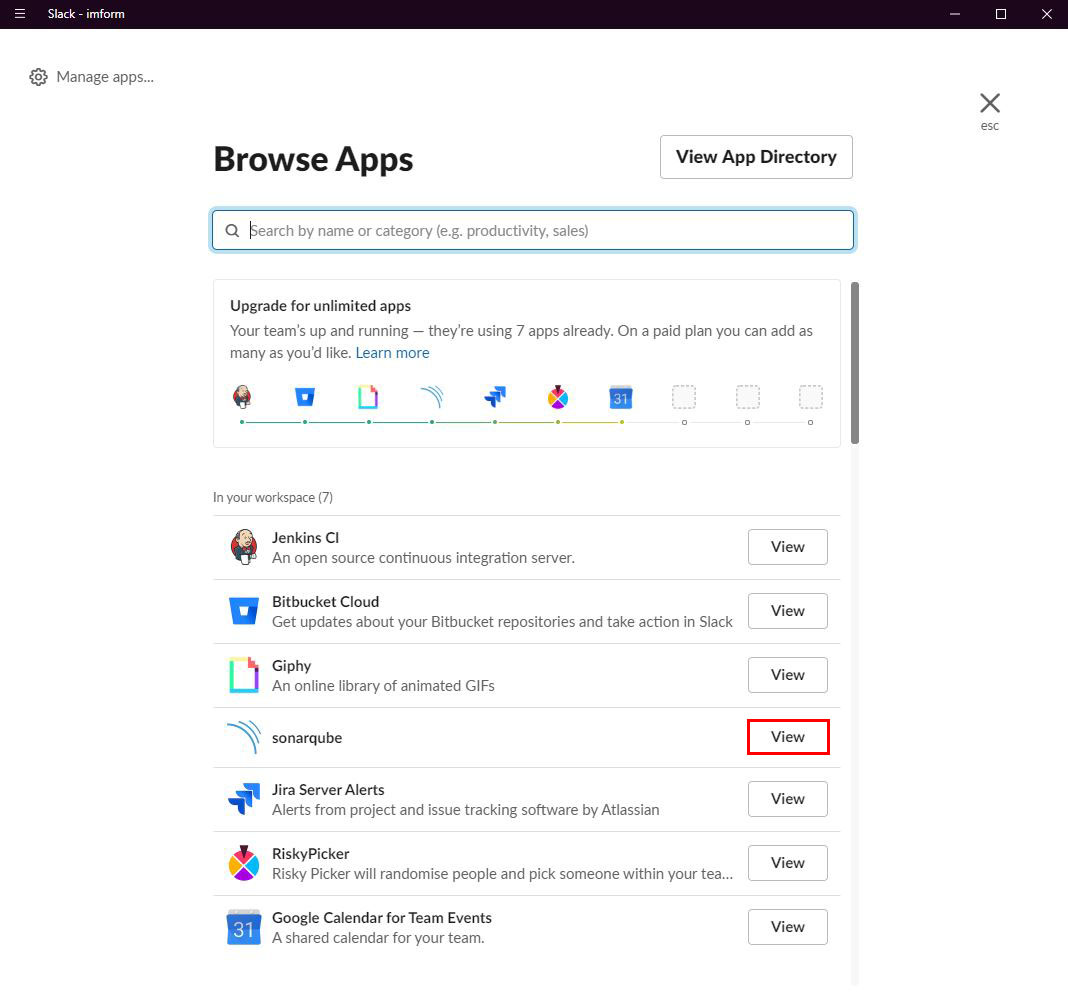 Slack - imform
Manage apps...
esc
Browse Apps
View App Directory
Search by name or category (e.g. productivity, sales)
Upgrade for unlimited apps
Your team's up and running — they're using 7 apps already. On a paid plan you can add as
many as you'd like. Learn more
31
In your workspace (7)
Jenkins CI
An open source continuous integration server.
View
Bitbucket Cloud
Get updates about your Bitbucket repositories and take action in Slack
View
Giphy
An online library of animated GIFs
View
sonarqube
View
Jira Server Alerts
Alerts from project and issue tracking software by Atlassian
View
RiskyPicker
Risky Picker will randomise people and pick someone within your tea...
View
31
Google Calendar for Team Events
A shared calendar for your team.
View